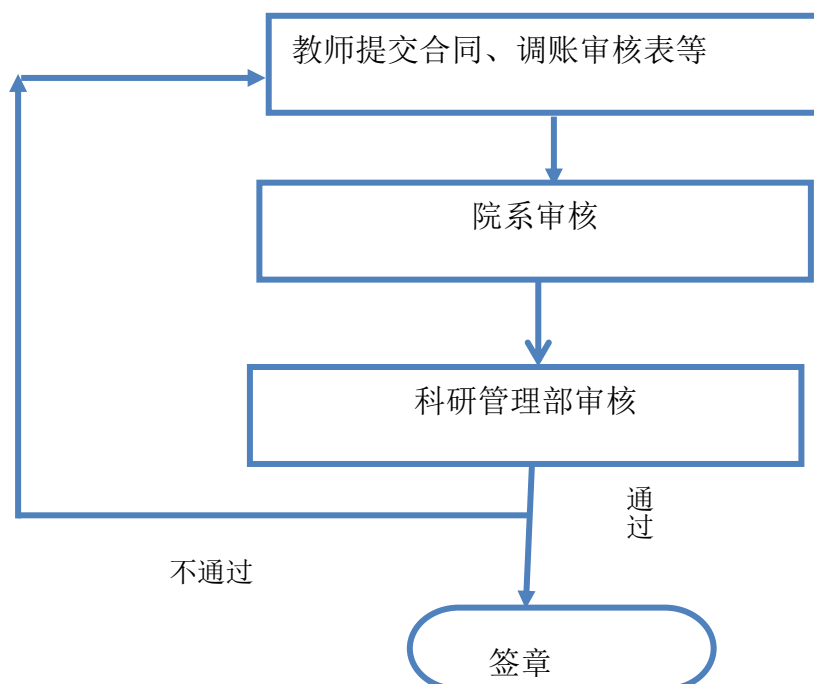 教师提交合同、调账审核表等
院系审核
科研管理部审核
通
过
不通过
签章